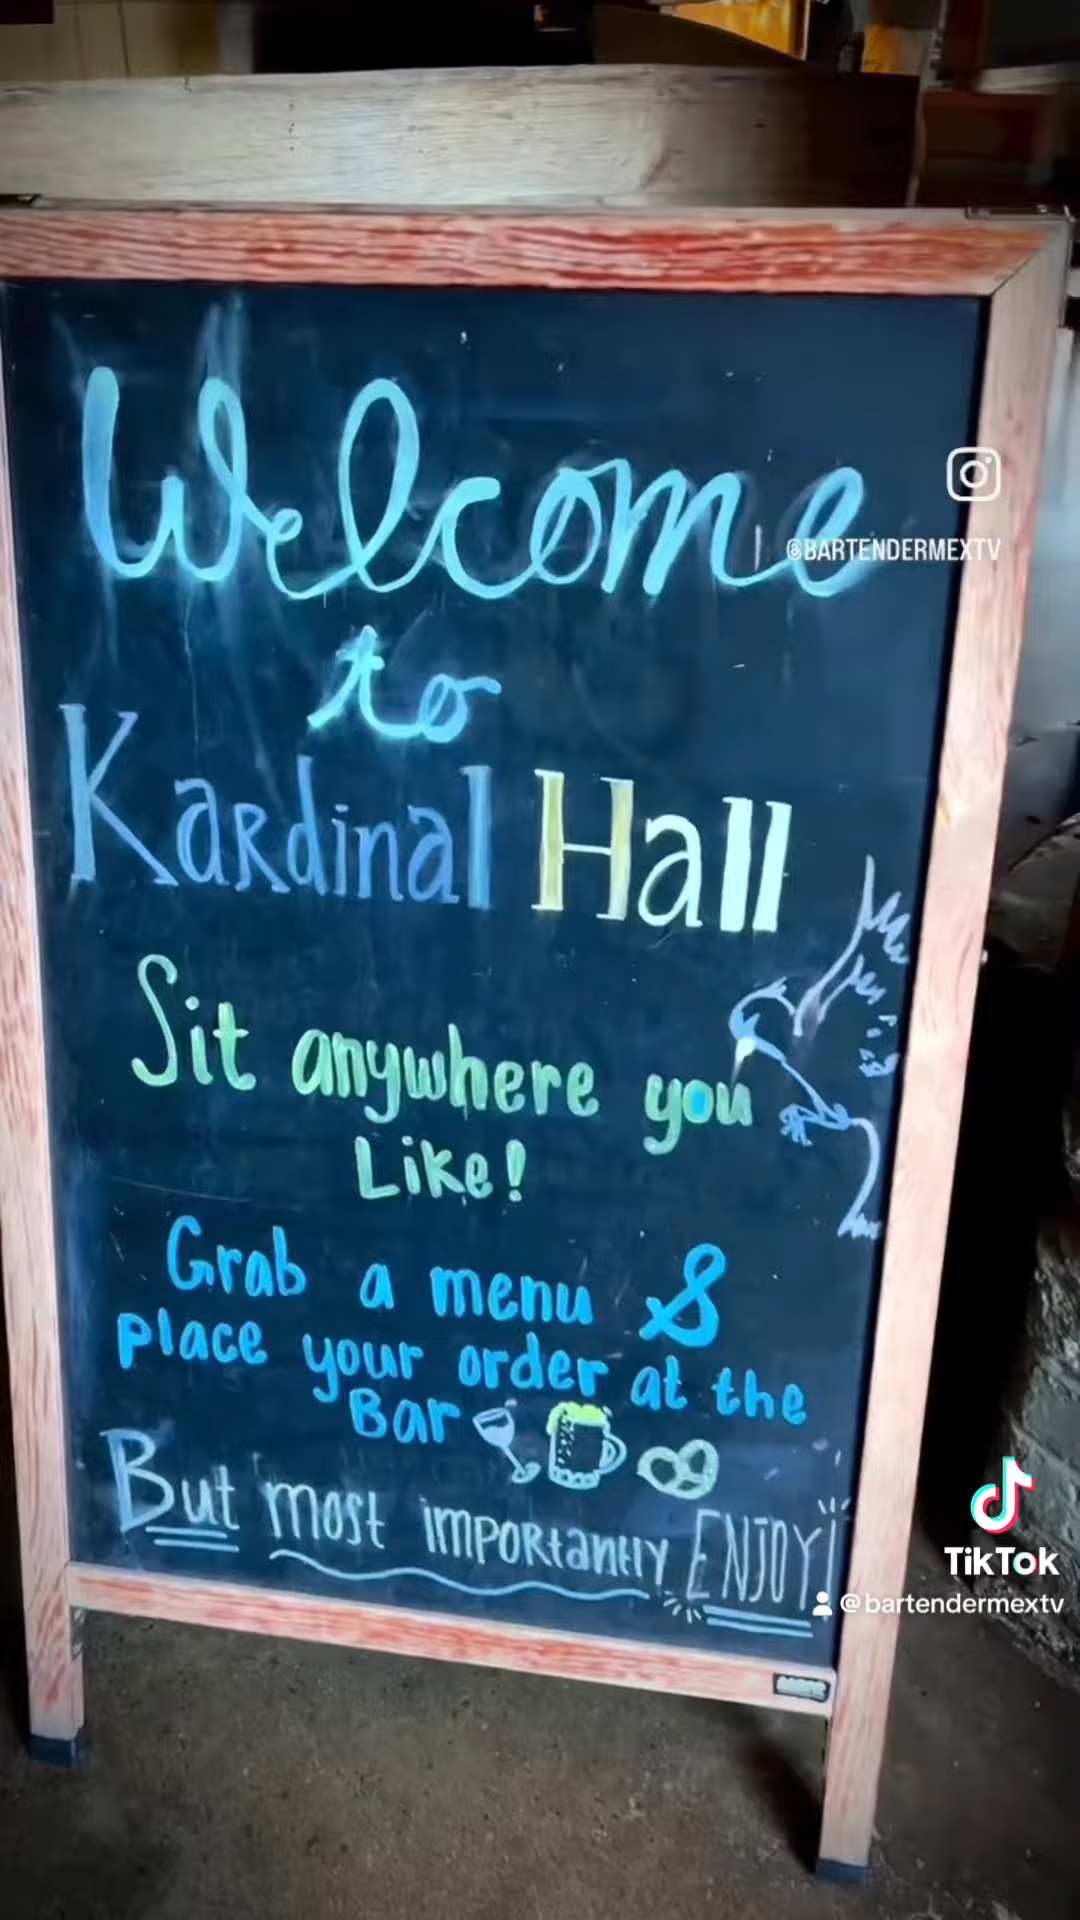 Welcome
@BARTENDERMEXTV
to
Kardinal Hall
Sit anywhere you
Like!
Grab a menu &
place your order at the
Bar
But most importantly ENJOY!
TikTok
@bartendermextv